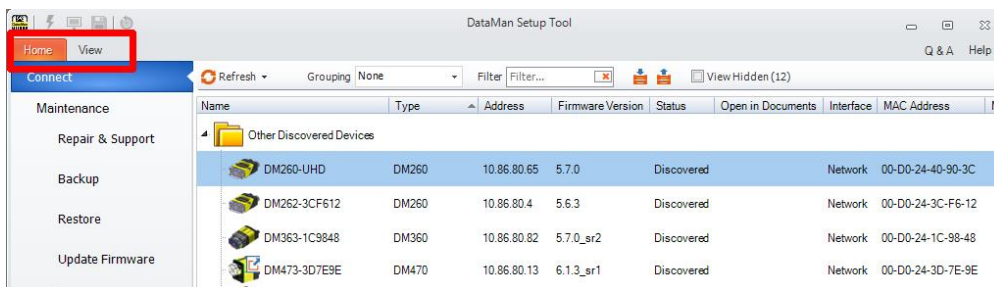 DataMan Setup Tool
Home View Q & A Help
Connect Refresh Grouping None Filter Filter... View Hidden (12)
Maintenance Name Type Address Firmware Version Status Open in Documents Interface MAC Address
Repair & Support Other Discovered Devices
DM260-UHD DM260 10.86.80.65 5.7.0 Discovered Network 00-D0-24-40-90-3C
Backup
DM262-3CF612 DM260 10.86.80.4 5.6.3 Discovered Network 00-D0-24-3C-F6-12
Restore
DM363-1C9848 DM360 10.86.80.82 5.7.0_sr2 Discovered Network 00-D0-24-1C-98-48
Update Firmware
DM473-3D7E9E DM470 10.86.80.13 6.1.3_sr1 Discovered Network 00-D0-24-3D-7E-9E